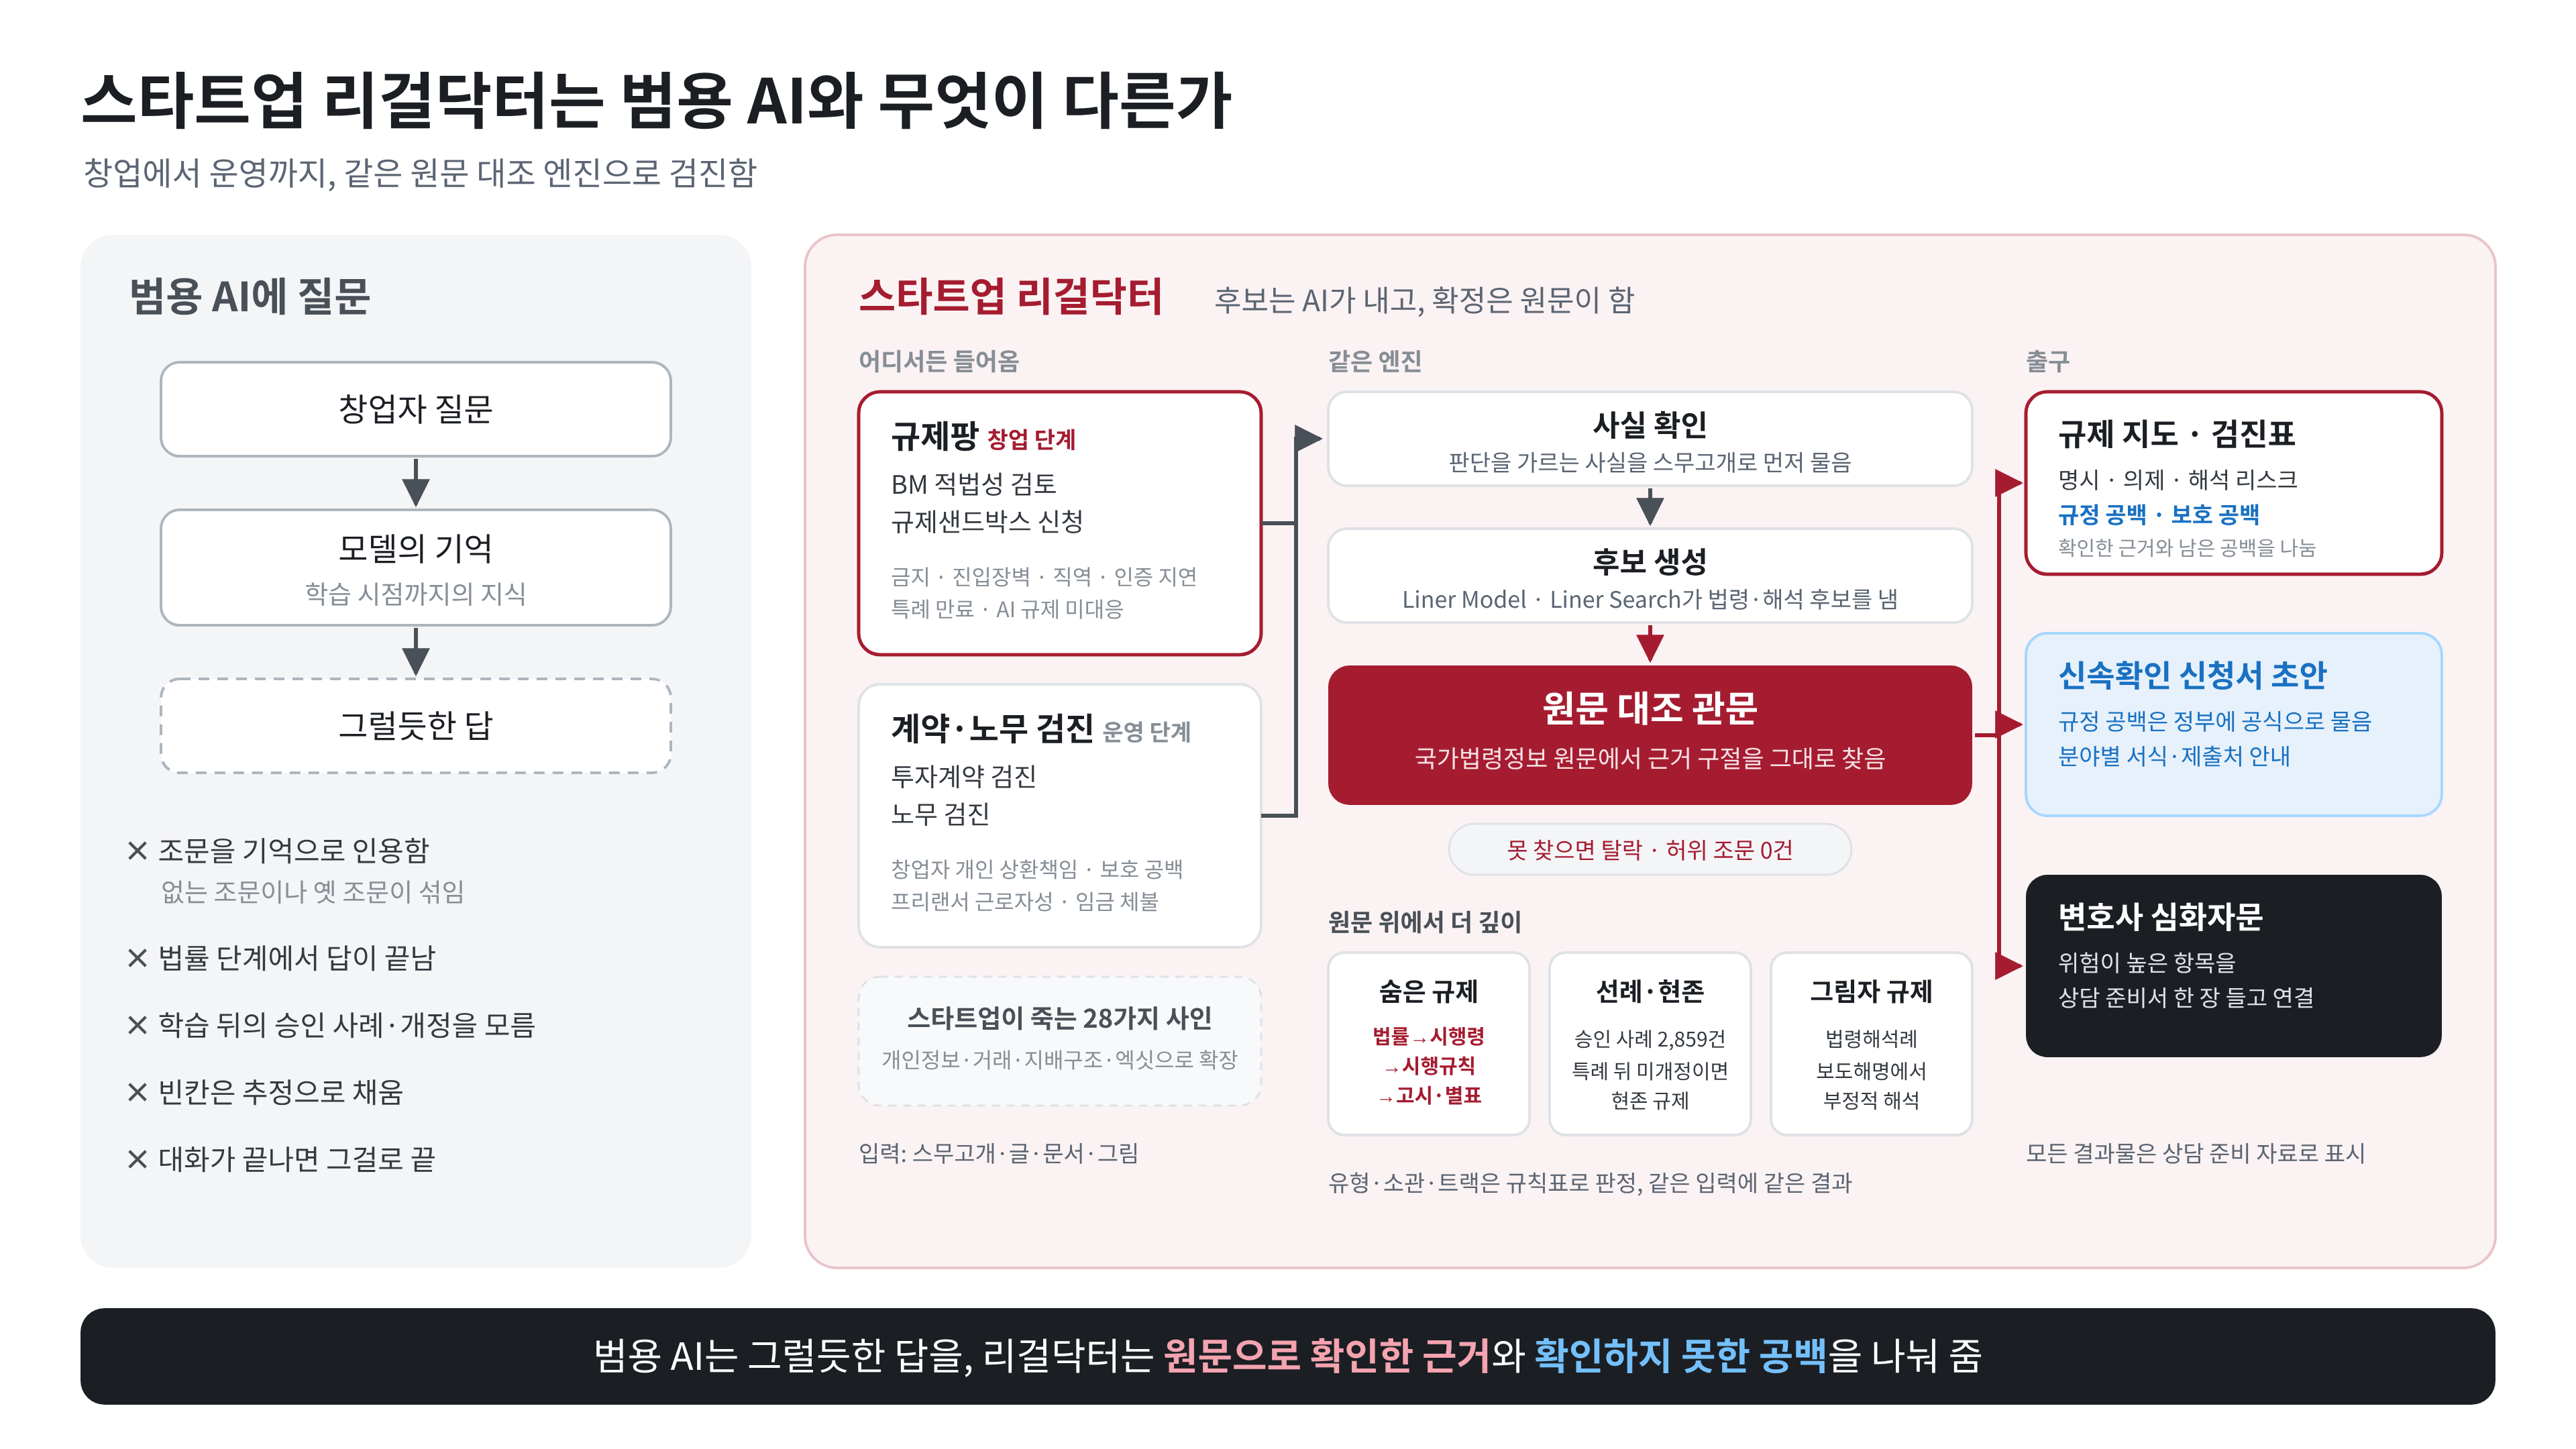 스타트업 리걸닥터는 범용 AI와 무엇이 다른가
창업에서 운영까지, 같은 원문 대조 엔진으로 검진함
범용 AI에 질문
창업자 질문
모델의 기억
학습 시점까지의 지식
그럴듯한 답
✕ 조문을 기억으로 인용함
없는 조문이나 옛 조문이 섞임
✕ 법률 단계에서 답이 끝남
✕ 학습 뒤의 승인 사례·개정을 모름
✕ 빈칸은 추정으로 채움
✕ 대화가 끝나면 그걸로 끝
스타트업 리걸닥터 후보는 AI가 내고, 확정은 원문이 함
어디서든 들어옴
규제팡 창업 단계
BM 적법성 검토
규제샌드박스 신청
금지 · 진입장벽 · 직역 · 인증 지연
특례 만료 · AI 규제 미대응
계약·노무 검진 운영 단계
투자계약 검진
노무 검진
창업자 개인 상환책임 · 보호 공백
프리랜서 근로자성 · 임금 체불
스타트업이 죽는 28가지 사인
개인정보·거래·지배구조·엑싯으로 확장
입력: 스무고개·글·문서·그림
같은 엔진
사실 확인
판단을 가르는 사실을 스무고개로 먼저 물음
후보 생성
Liner Model · Liner Search가 법령·해석 후보를 냄
원문 대조 관문
국가법령정보 원문에서 근거 구절을 그대로 찾음
못 찾으면 탈락 · 허위 조문 0건
원문 위에서 더 깊이
숨은 규제
법률→시행령
→시행규칙
→고시·별표
선례·현존
승인 사례 2,859건
특례 뒤 미개정이면
현존 규제
그림자 규제
법령해석례
보도해명에서
부정적 해석
유형·소관·트랙은 규칙표로 판정, 같은 입력에 같은 결과
출구
규제 지도 · 검진표
명시 · 의제 · 해석 리스크
규정 공백 · 보호 공백
확인한 근거와 남은 공백을 나눔
신속확인 신청서 초안
규정 공백은 정부에 공식으로 물음
분야별 서식·제출처 안내
변호사 심화자문
위험이 높은 항목을
상담 준비서 한 장 들고 연결
모든 결과물은 상담 준비 자료로 표시
범용 AI는 그럴듯한 답을, 리걸닥터는 원문으로 확인한 근거와 확인하지 못한 공백을 나눠 줌